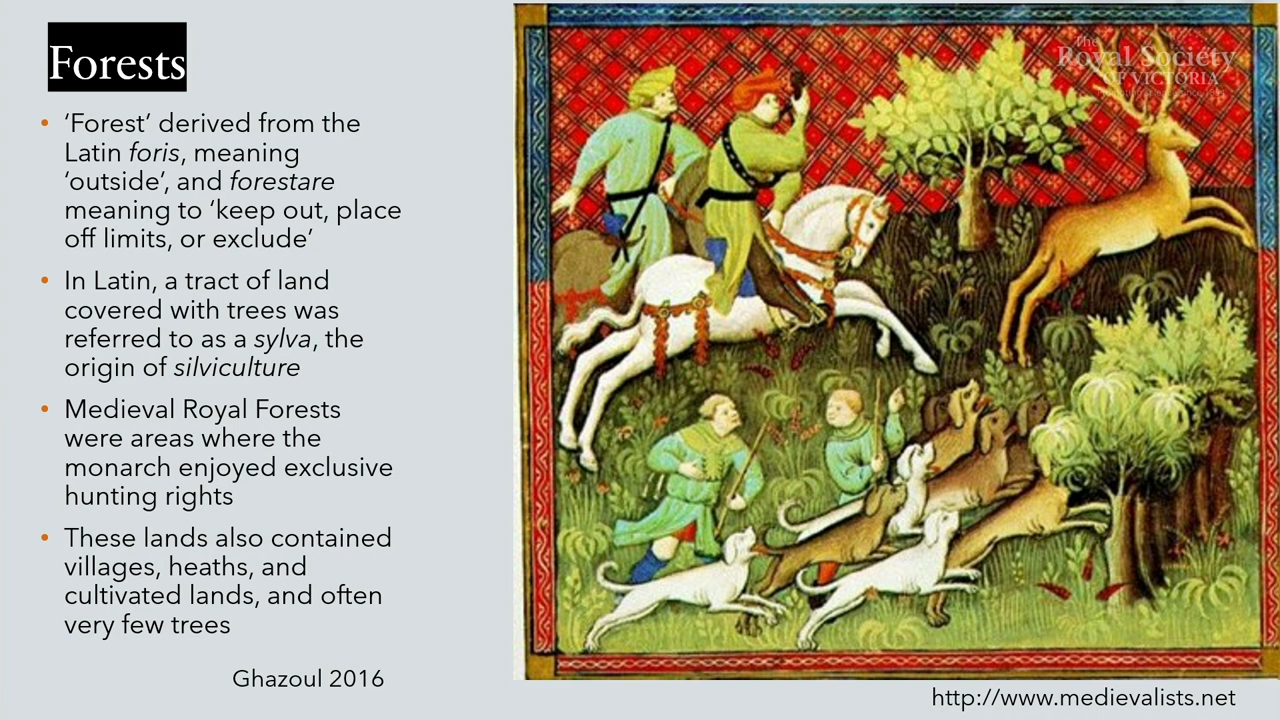 Forests
• ‘Forest’ derived from the
Latin foris, meaning
‘outside’, and forestare
meaning to ‘keep out, place
off limits, or exclude’
• In Latin, a tract of land
covered with trees was
referred to as a sylva, the
origin of silviculture
• Medieval Royal Forests
were areas where the
monarch enjoyed exclusive
hunting rights
• These lands also contained
villages, heaths, and
cultivated lands, and often
very few trees
Ghazoul 2016
The
Royal Society
OF VICTORIA
http://www.medievalists.net